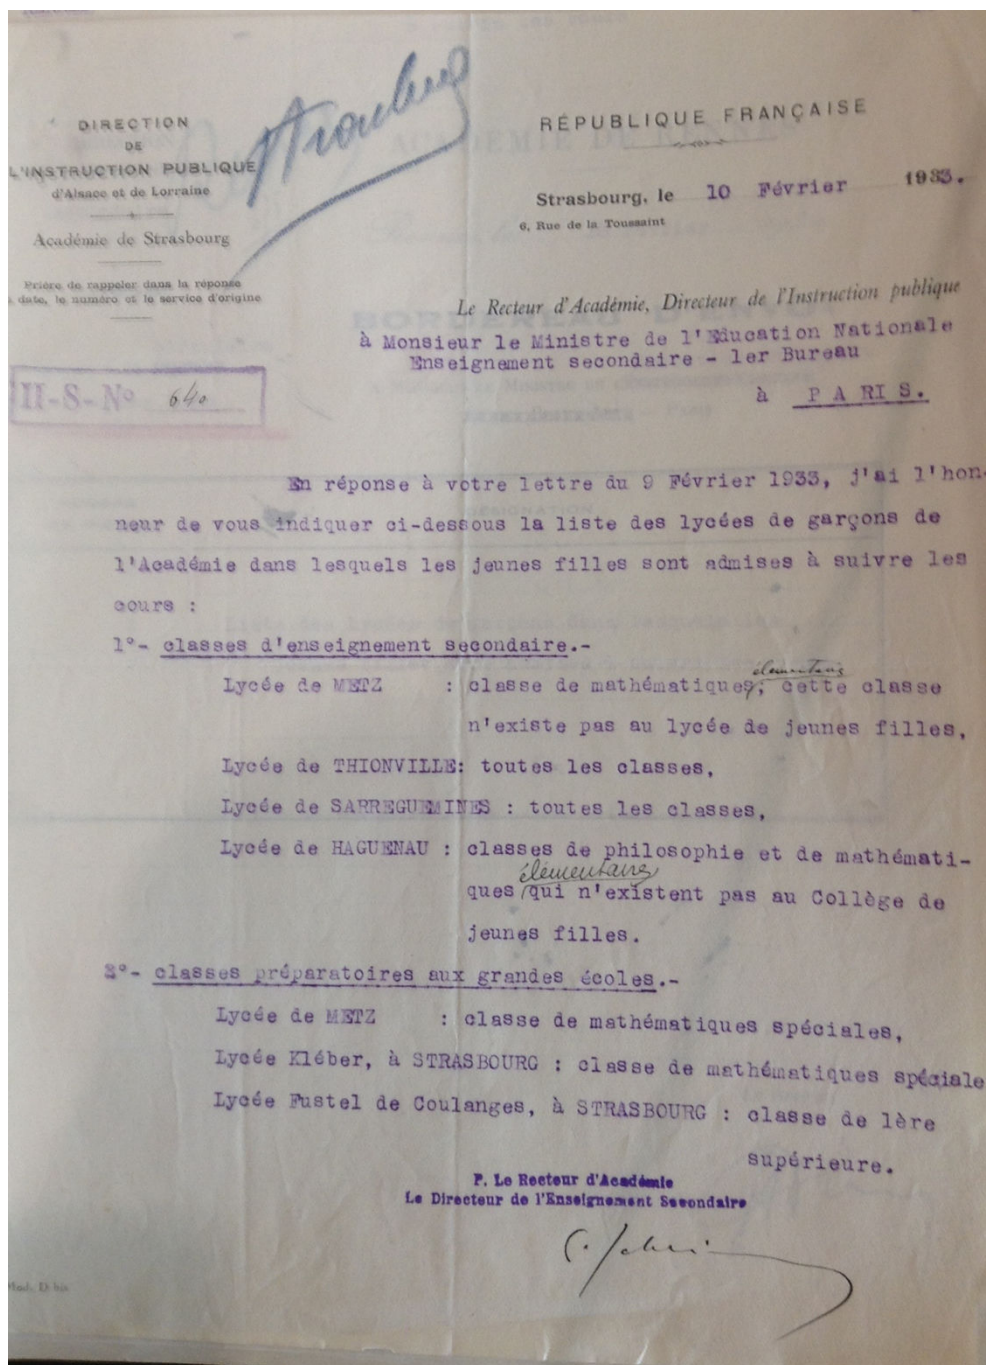 DIRECTION
DE
L'INSTRUCTION PUBLIQUE
d'Alsace et de Lorraine
Académie de Strasbourg
Prière de rappeler dans la réponse
date, le numéro et le service d'origine
II-S-N° 640
Strasbourg
RÉPUBLIQUE FRANÇAISE
Strasbourg, le 10 Février 1933.
6, Rue de la Toussaint
Le Recteur d'Académie, Directeur de l'Instruction publique
à Monsieur le Ministre de l'Education Nationale
Enseignement secondaire - 1er Bureau
à PARIS.
En réponse à votre lettre du 9 Février 1933, j'ai l'hon-
neur de vous indiquer ci-dessous la liste des lycées de garçons de
l'Académie dans lesquels les jeunes filles sont admises à suivre les
cours :
1°- classes d'enseignement secondaire.-
élémentaires
Lycée de METZ : classe de mathématiques, cette classe
n'existe pas au lycée de jeunes filles,
Lycée de THIONVILLE: toutes les classes,
Lycée de SARREGUEMINES : toutes les classes,
Lycée de HAGUENAU : classes de philosophie et de mathémati-
élémentaires
ques qui n'existent pas au Collège de
jeunes filles.
2°- classes préparatoires aux grandes écoles.-
Lycée de METZ : classe de mathématiques spéciales,
Lycée Kléber, à STRASBOURG : classe de mathématiques spéciale
Lycée Fustel de Coulanges, à STRASBOURG : classe de 1ère
supérieure.
P. Le Recteur d'Académie
Le Directeur de l'Enseignement Secondaire
Mod. D bis